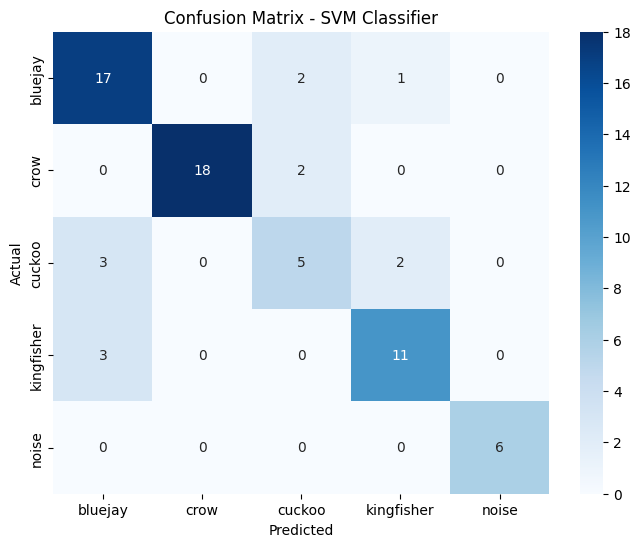 Confusion Matrix - SVM Classifier
bluejay 17 0 2 1 0
crow 0 18 2 0 0
cuckoo 3 0 5 2 0
kingfisher 3 0 0 11 0
noise 0 0 0 0 6
Actual
bluejay crow cuckoo kingfisher noise
Predicted
18
16
14
12
10
8
6
4
2
0